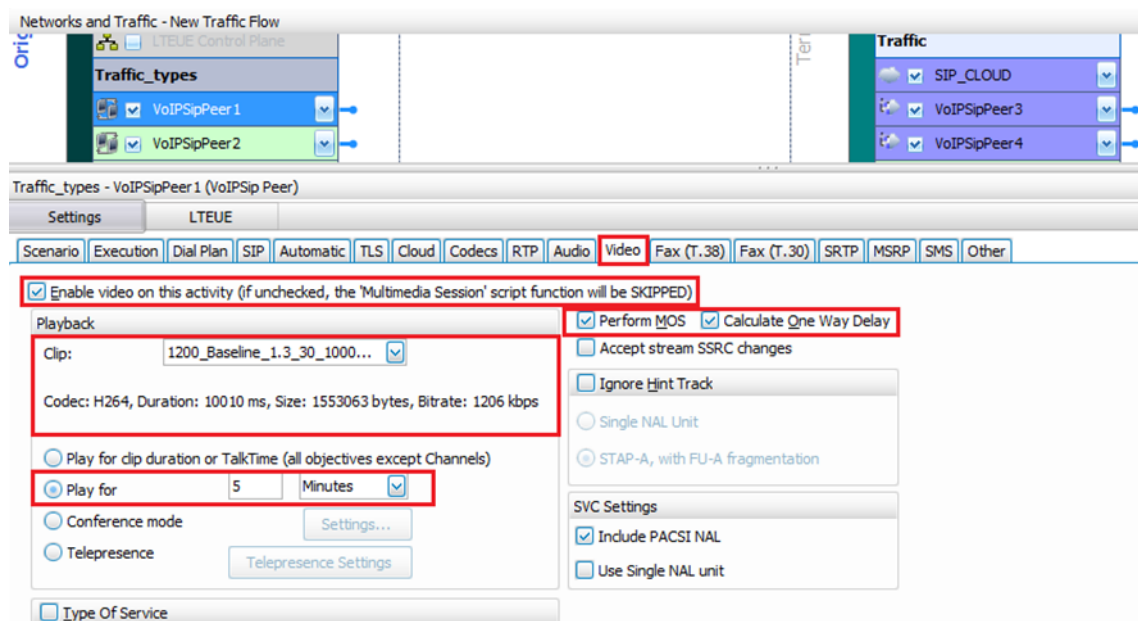 Networks and Traffic - New Traffic Flow
Orig
LTEUE Control Plane
Traffic_types
VoIPSipPeer1
VoIPSipPeer2
Teri
Traffic
SIP_CLOUD
VoIPSipPeer3
VoIPSipPeer4
Traffic_types - VoIPSipPeer1 (VoIPSip Peer)
Settings LTEUE
Scenario Execution Dial Plan SIP Automatic TLS Cloud Codecs RTP Audio Video Fax (T.38) Fax (T.30) SRTP MSRP SMS Other
Enable video on this activity (if unchecked, the 'Multimedia Session' script function will be SKIPPED)
Playback
Clip: 1200_Baseline_1.3_30_1000...
Codec: H264, Duration: 10010 ms, Size: 1553063 bytes, Bitrate: 1206 kbps
Play for clip duration or TalkTime (all objectives except Channels)
Play for 5 Minutes
Conference mode Settings...
Telepresence Telepresence Settings
Type Of Service
Perform MOS Calculate One Way Delay
Accept stream SSRC changes
Ignore Hint Track
Single NAL Unit
STAP-A, with FU-A fragmentation
SVC Settings
Include PACSI NAL
Use Single NAL unit